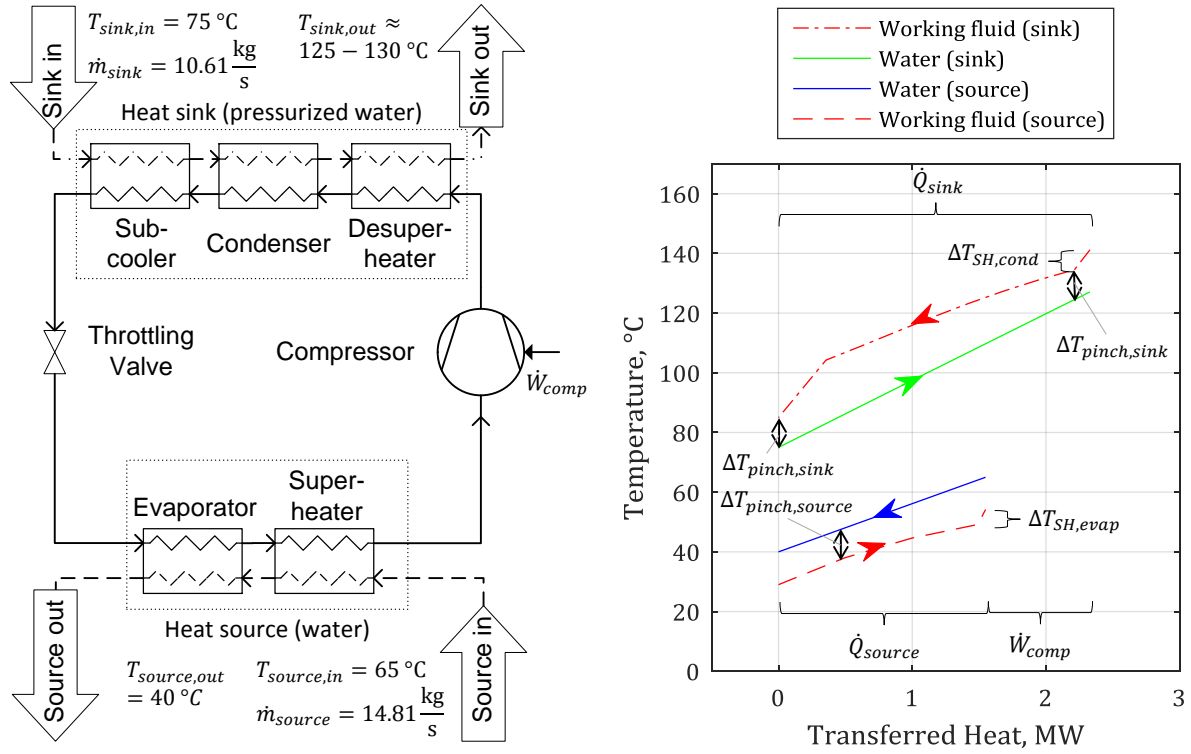 T_sink,in = 75 °C
ṁ_sink = 10.61 kg/s
T_sink,out ≈
125 − 130 °C
Sink in
Sink out
Heat sink (pressurized water)
Sub-
cooler
Condenser
Desuper-
heater
Throttling
Valve
Compressor
Ẇ_comp
Evaporator
Super-
heater
Heat source (water)
Source out
Source in
T_source,out
= 40 °C
T_source,in = 65 °C
ṁ_source = 14.81 kg/s
Working fluid (sink)
Water (sink)
Water (source)
Working fluid (source)
Q̇_sink
ΔT_SH,cond
ΔT_pinch,sink
ΔT_pinch,sink
ΔT_pinch,source
ΔT_SH,evap
Q̇_source
Ẇ_comp
Temperature, °C
160
140
120
100
80
60
40
20
0
0 1 2 3
Transferred Heat, MW